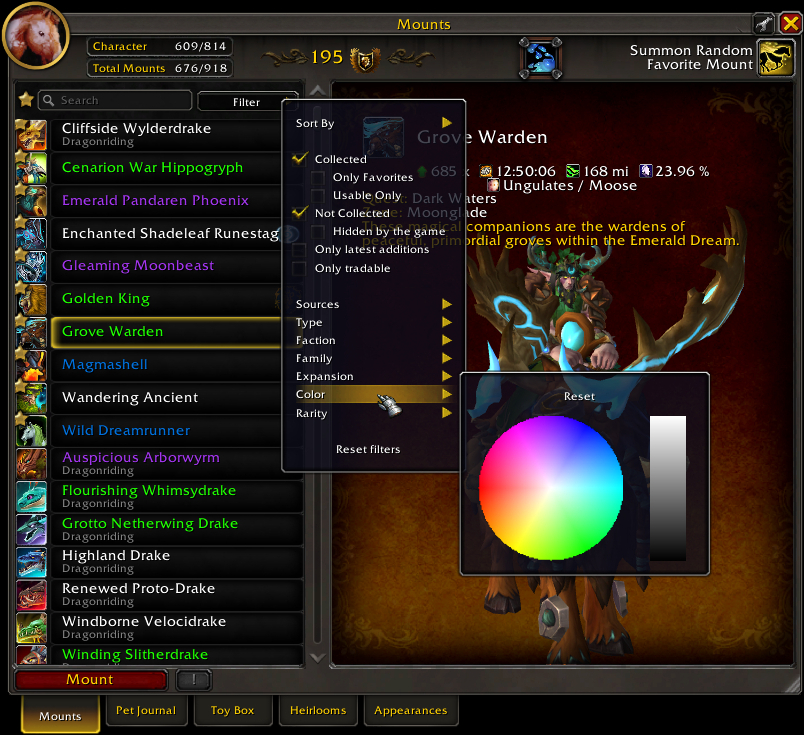 Mounts
Character 609/814
Total Mounts 676/918
195
Summon Random
Favorite Mount
Search
Filter
Cliffside Wylderdrake
Dragonriding
Cenarion War Hippogryph
Emerald Pandaren Phoenix
Enchanted Shadeleaf Runestag
Gleaming Moonbeast
Golden King
Grove Warden
Magmashell
Wandering Ancient
Wild Dreamrunner
Auspicious Arborwyrm
Dragonriding
Flourishing Whimsydrake
Dragonriding
Grotto Netherwing Drake
Dragonriding
Highland Drake
Dragonriding
Renewed Proto-Drake
Dragonriding
Windborne Velocidrake
Dragonriding
Winding Slitherdrake
Dragonriding
Sort By
Collected
Only Favorites
Usable Only
Not Collected
Hidden by the game
Only latest additions
Only tradable
Sources
Type
Faction
Family
Expansion
Color
Rarity
Reset filters
Grove Warden
685 x 12:50:06 168 mi 23.96 %
Ungulates / Moose
Quest: Dark Waters
Zone: Moonglade
These magical companions are the wardens of
peaceful, primordial groves within the Emerald Dream.
Reset
Mount
!
Mounts
Pet Journal
Toy Box
Heirlooms
Appearances